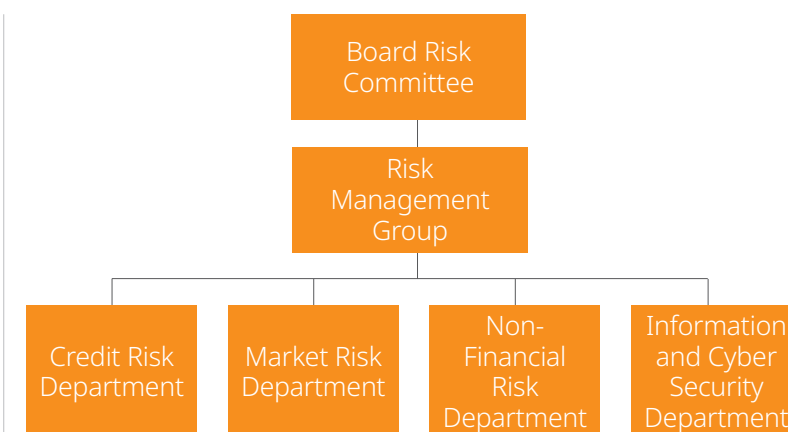 Board Risk
Committee
Risk
Management
Group
Credit Risk
Department
Market Risk
Department
Non-
Financial
Risk
Department
Information
and Cyber
Security
Department